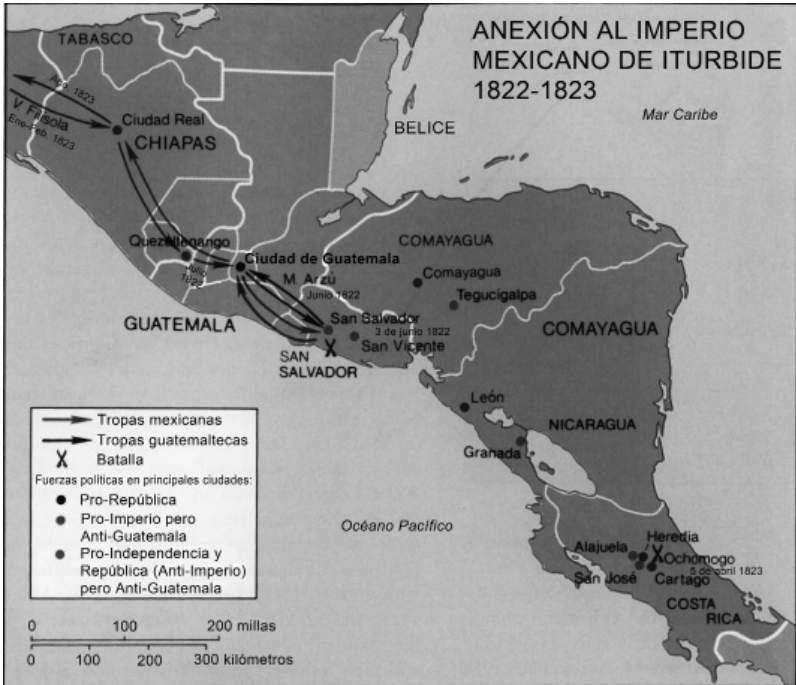 ANEXIÓN AL IMPERIO
MEXICANO DE ITURBIDE
1822-1823
TABASCO
Ago. 1823
V. Filísola
Ene-Feb. 1823
Ciudad Real
CHIAPAS
BELICE
Mar Caribe
Quezaltenango
Ciudad de Guatemala
Julio
1822
M. Arzú
Junio 1822
COMAYAGUA
Comayagua
Tegucigalpa
GUATEMALA
San Salvador
3 de junio 1822
San Vicente
SAN
SALVADOR
COMAYAGUA
León
NICARAGUA
Granada
Tropas mexicanas
Tropas guatemaltecas
Batalla
Fuerzas políticas en principales ciudades:
Pro-República
Pro-Imperio pero
Anti-Guatemala
Pro-Independencia y
República (Anti-Imperio)
pero Anti-Guatemala
Océano Pacífico
Heredia
Alajuela
Ochomogo
5 de abril 1823
San José
Cartago
COSTA
RICA
0 100 200 millas
0 100 200 300 kilómetros